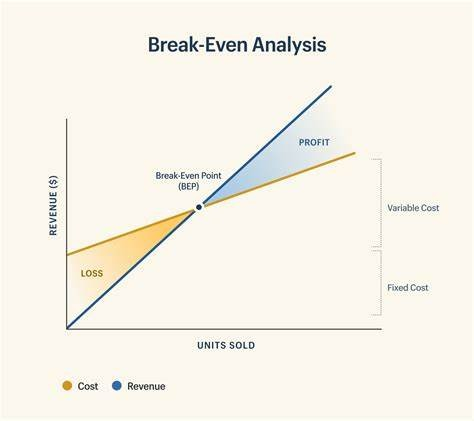 Break-Even Analysis
PROFIT
Break-Even Point
(BEP)
REVENUE ($)
Variable Cost
LOSS
Fixed Cost
UNITS SOLD
Cost
Revenue